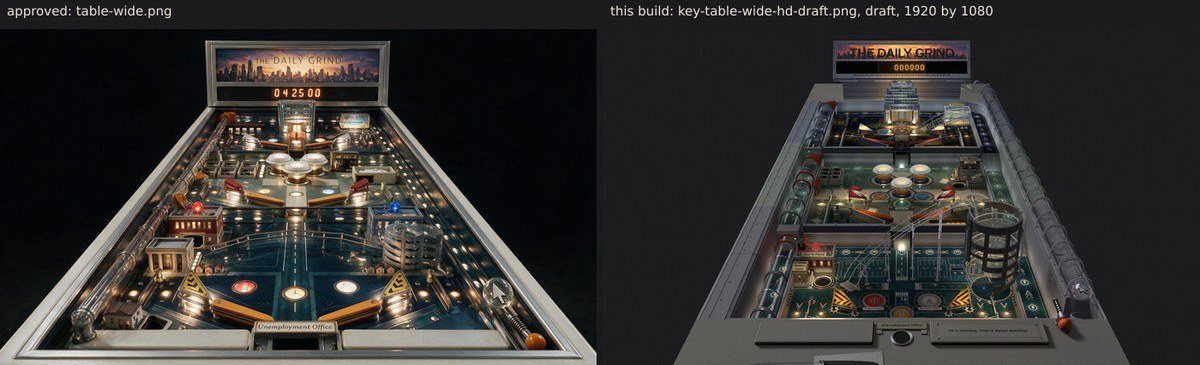 approved: table-wide.png
this build: key-table-wide-hd-draft.png, draft, 1920 by 1080
THE DAILY GRIND
042500
Unemployment Office
THE DAILY GRIND
000000